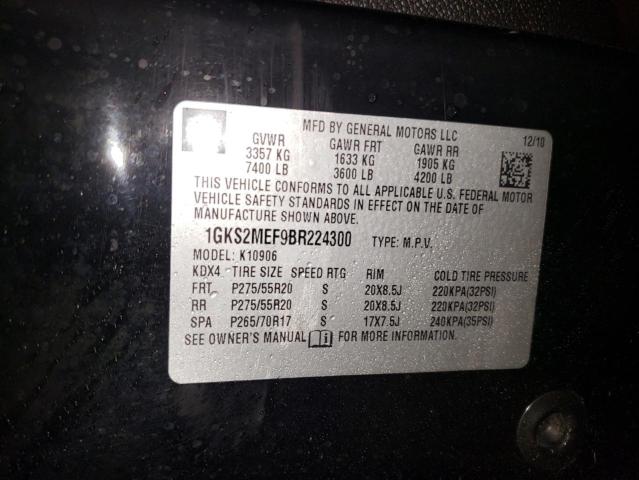 MFD BY GENERAL MOTORS LLC 12/10
GVWR GAWR FRT GAWR RR
3357 KG 1633 KG 1905 KG
7400 LB 3600 LB 4200 LB
THIS VEHICLE CONFORMS TO ALL APPLICABLE U.S. FEDERAL MOTOR
VEHICLE SAFETY STANDARDS IN EFFECT ON THE DATE OF
MANUFACTURE SHOWN ABOVE.
1GKS2MEF9BR224300 TYPE: M.P.V.
MODEL: K10906
KDX4 TIRE SIZE SPEED RTG RIM COLD TIRE PRESSURE
FRT P275/55R20 S 20X8.5J 220KPA(32PSI)
RR P275/55R20 S 20X8.5J 220KPA(32PSI)
SPA P265/70R17 S 17X7.5J 240KPA(35PSI)
SEE OWNER'S MANUAL i FOR MORE INFORMATION.